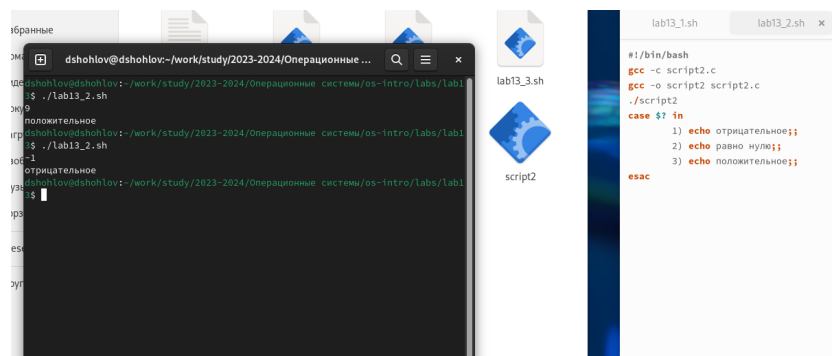 dshohlov@dshohlov:~/work/study/2023-2024/Операционные ...
dshohlov@dshohlov:~/work/study/2023-2024/Операционные системы/os-intro/labs/lab1
3$ ./lab13_2.sh
9
положительное
dshohlov@dshohlov:~/work/study/2023-2024/Операционные системы/os-intro/labs/lab1
3$ ./lab13_2.sh
-1
отрицательное
dshohlov@dshohlov:~/work/study/2023-2024/Операционные системы/os-intro/labs/lab1
3$
lab13_3.sh
script2
lab13_1.sh
lab13_2.sh
#!/bin/bash
gcc -c script2.c
gcc -o script2 script2.c
./script2
case $? in
1) echo отрицательное;;
2) echo равно нулю;;
3) echo положительное;;
esac